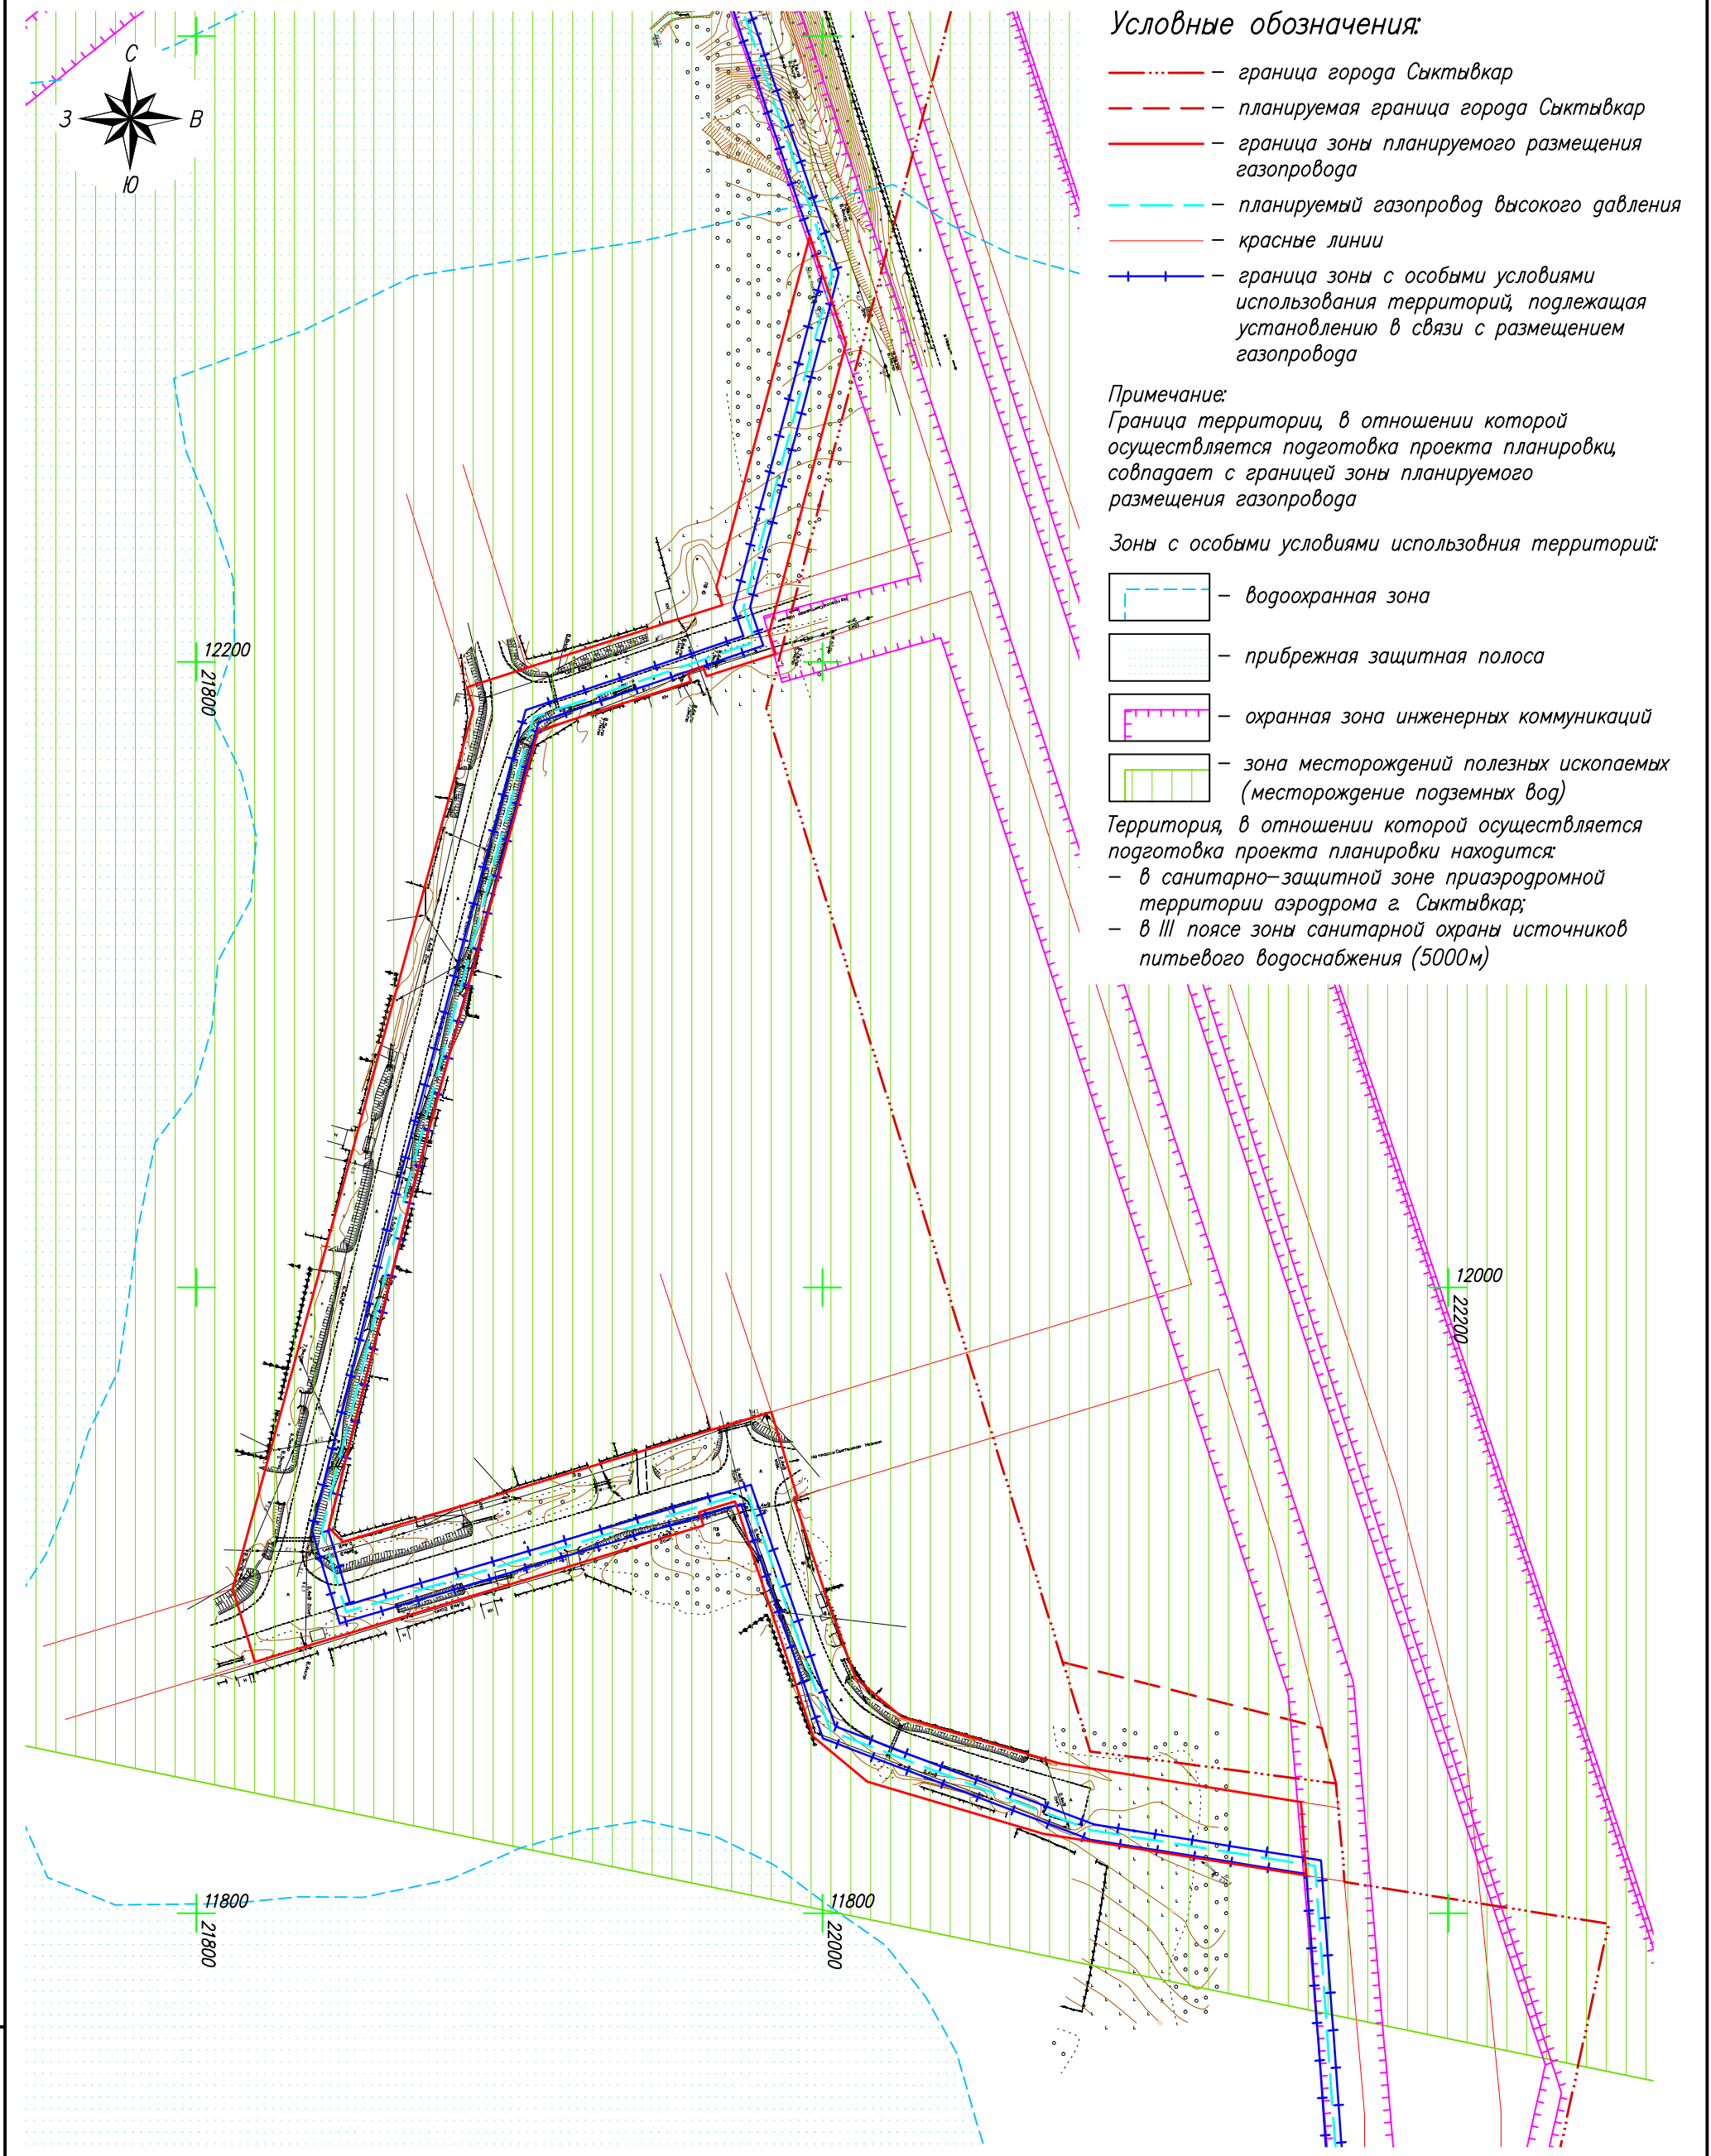 С
З
В
Ю
Условные обозначения:
– граница города Сыктывкар
– планируемая граница города Сыктывкар
– граница зоны планируемого размещения
газопровода
– планируемый газопровод высокого давления
– красные линии
– граница зоны с особыми условиями
использования территорий, подлежащая
установлению в связи с размещением
газопровода
Примечание:
Граница территории, в отношении которой
осуществляется подготовка проекта планировки,
совпадает с границей зоны планируемого
размещения газопровода
Зоны с особыми условиями использовния территорий:
– водоохранная зона
– прибрежная защитная полоса
– охранная зона инженерных коммуникаций
– зона месторождений полезных ископаемых
(месторождение подземных вод)
Территория, в отношении которой осуществляется
подготовка проекта планировки находится:
– в санитарно–защитной зоне приаэродромной
территории аэродрома г. Сыктывкар;
– в III поясе зоны санитарной охраны источников
питьевого водоснабжения (5000м)
12200
21800
12000
22200
11800
21800
11800
22000